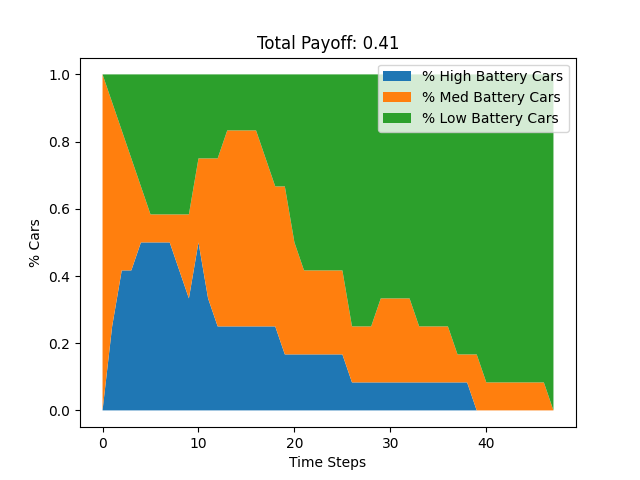 Total Payoff: 0.41
% High Battery Cars
% Med Battery Cars
% Low Battery Cars
1.0
0.8
0.6
0.4
0.2
0.0
% Cars
0 10 20 30 40
Time Steps